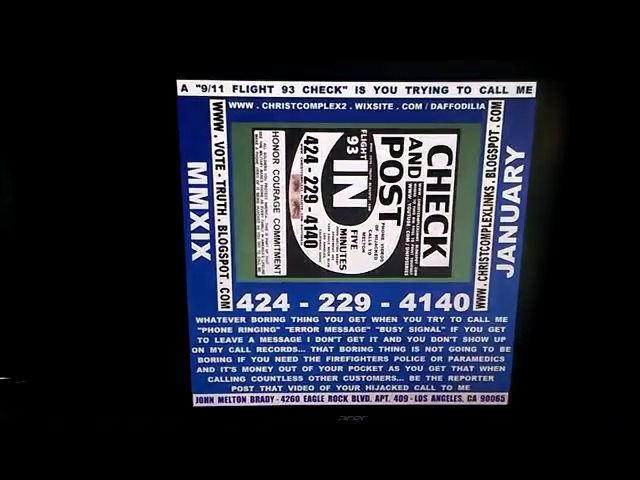 A "9/11 FLIGHT 93 CHECK" IS YOU TRYING TO CALL ME
WWW . CHRISTCOMPLEX2 . WIXSITE . COM / DAFFODILIA
WWW . VOTE - TRUTH . BLOGSPOT . COM
MMXIX
CHECK
AND
POST
IN
FLIGHT
93
FIVE
MINUTES
PHONE VIDEOS
OF HIJACKED
CALLS TO
MELTON
424 - 229 - 4140
HONOR COURAGE COMMITMENT
WWW . CHRISTCOMPLEXLINKS . BLOGSPOT . COM
JANUARY
424 - 229 - 4140
WHATEVER BORING THING YOU GET WHEN YOU TRY TO CALL ME
"PHONE RINGING" "ERROR MESSAGE" "BUSY SIGNAL" IF YOU GET
TO LEAVE A MESSAGE I DON'T GET IT AND YOU DON'T SHOW UP
ON MY CALL RECORDS... THAT BORING THING IS NOT GOING TO BE
BORING IF YOU NEED THE FIREFIGHTERS POLICE OR PARAMEDICS
AND IT'S MONEY OUT OF YOUR POCKET AS YOU GET THAT WHEN
CALLING COUNTLESS OTHER CUSTOMERS... BE THE REPORTER
POST THAT VIDEO OF YOUR HIJACKED CALL TO ME
JOHN MELTON BRADY - 4260 EAGLE ROCK BLVD. APT. 409 - LOS ANGELES, CA 90065
acer